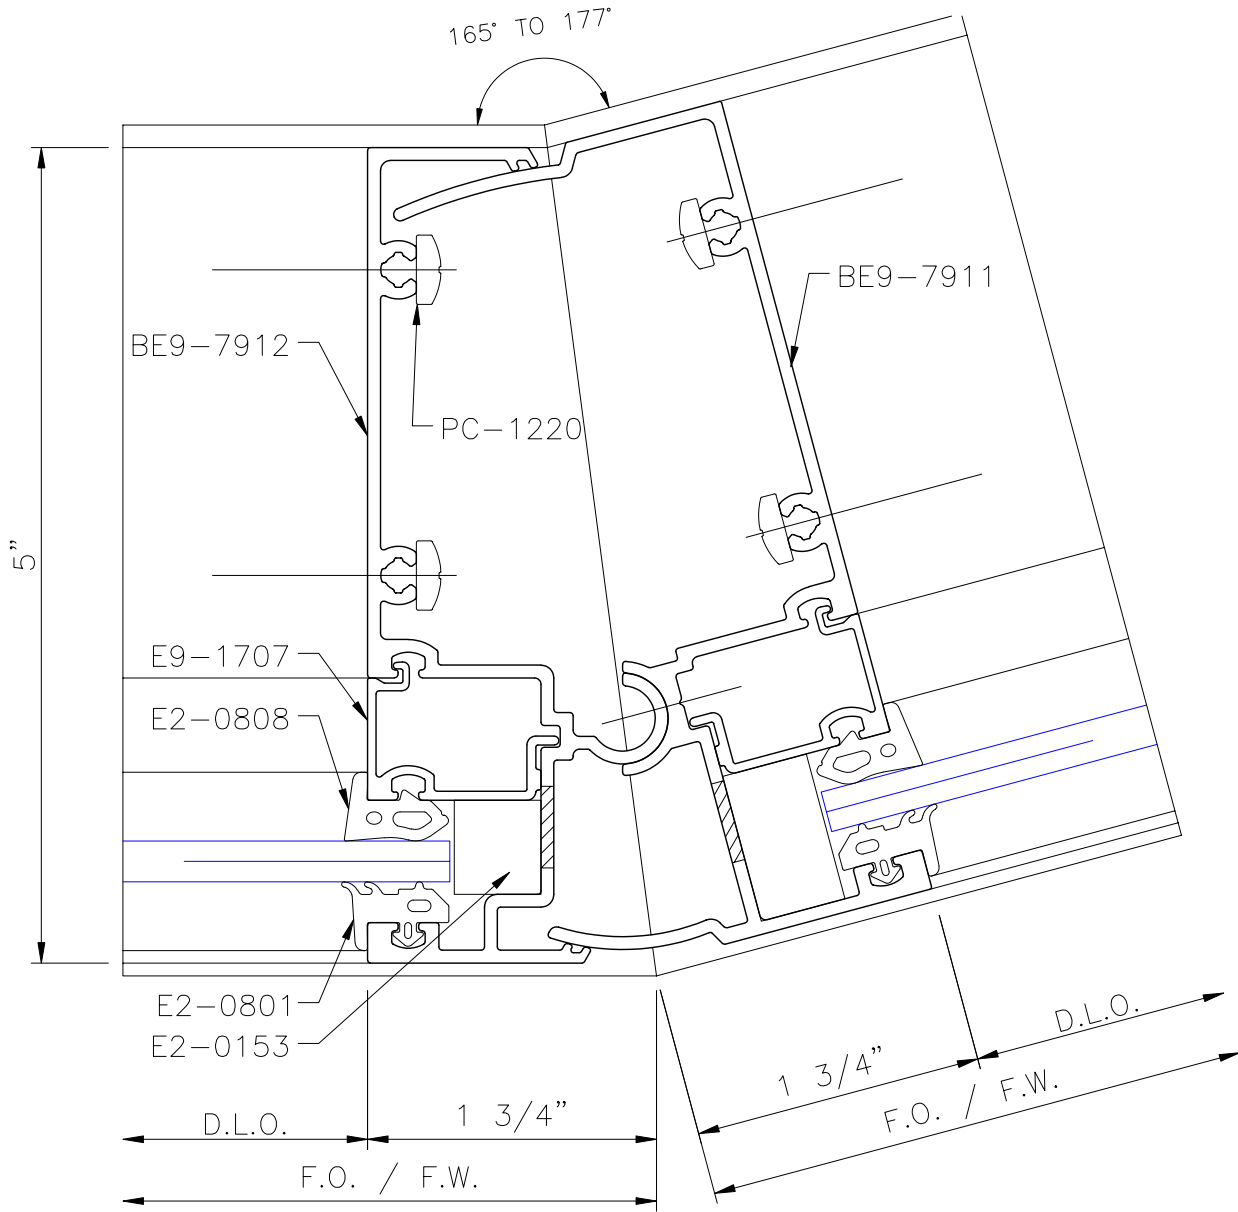 165° TO 177°
BE9-7911
BE9-7912
PC-1220
5"
E9-1707
E2-0808
E2-0801
E2-0153
D.L.O.
1 3/4"
F.O. / F.W.
1 3/4"
D.L.O.
F.O. / F.W.